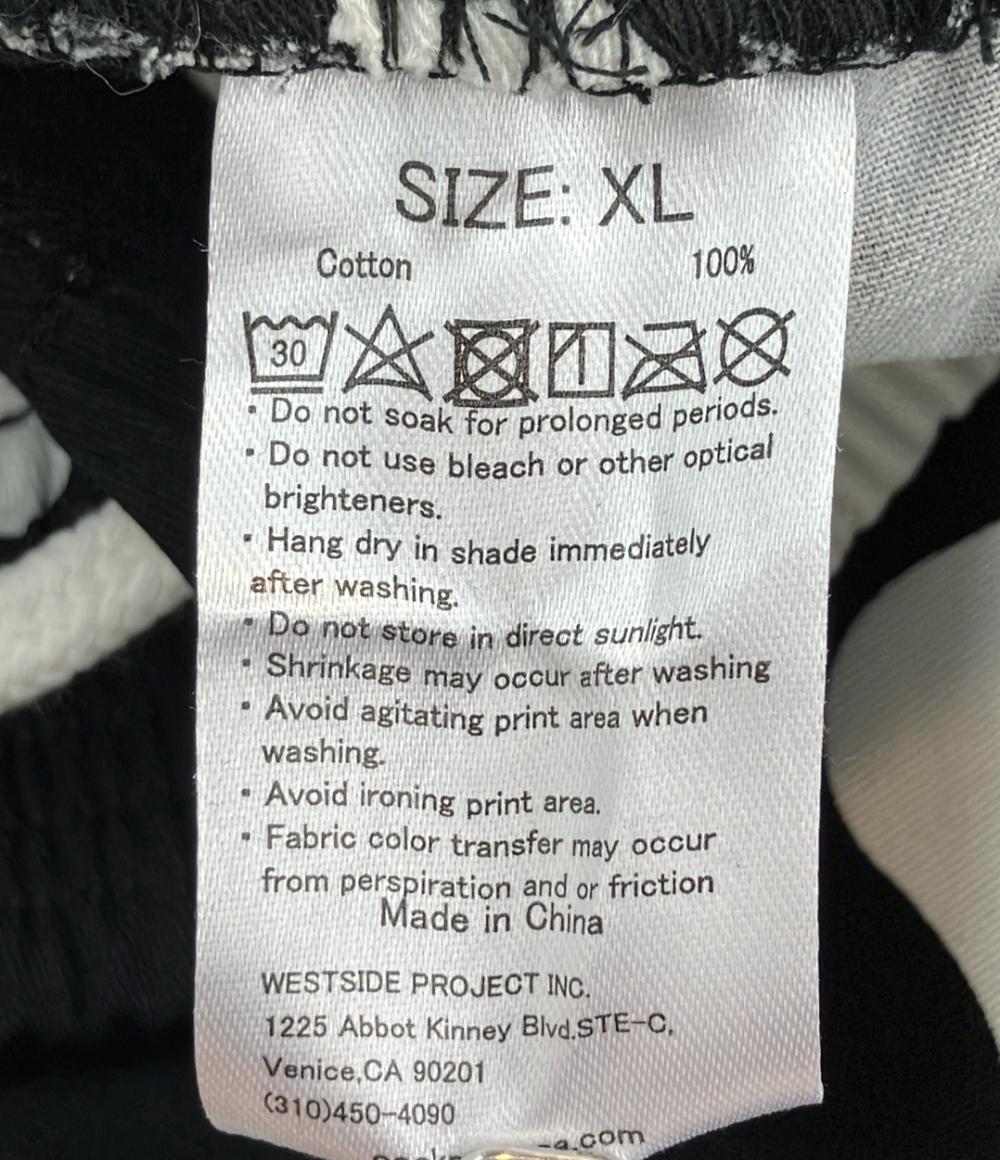 SIZE: XL
Cotton 100%
30
▪ Do not soak for prolonged periods.
▪ Do not use bleach or other optical
brighteners.
▪ Hang dry in shade immediately
after washing.
▪ Do not store in direct sunlight.
▪ Shrinkage may occur after washing
▪ Avoid agitating print area when
washing.
▪ Avoid ironing print area.
▪ Fabric color transfer may occur
from perspiration and or friction
Made in China
WESTSIDE PROJECT INC.
1225 Abbot Kinney Blvd.STE-C,
Venice,CA 90201
(310)450-4090